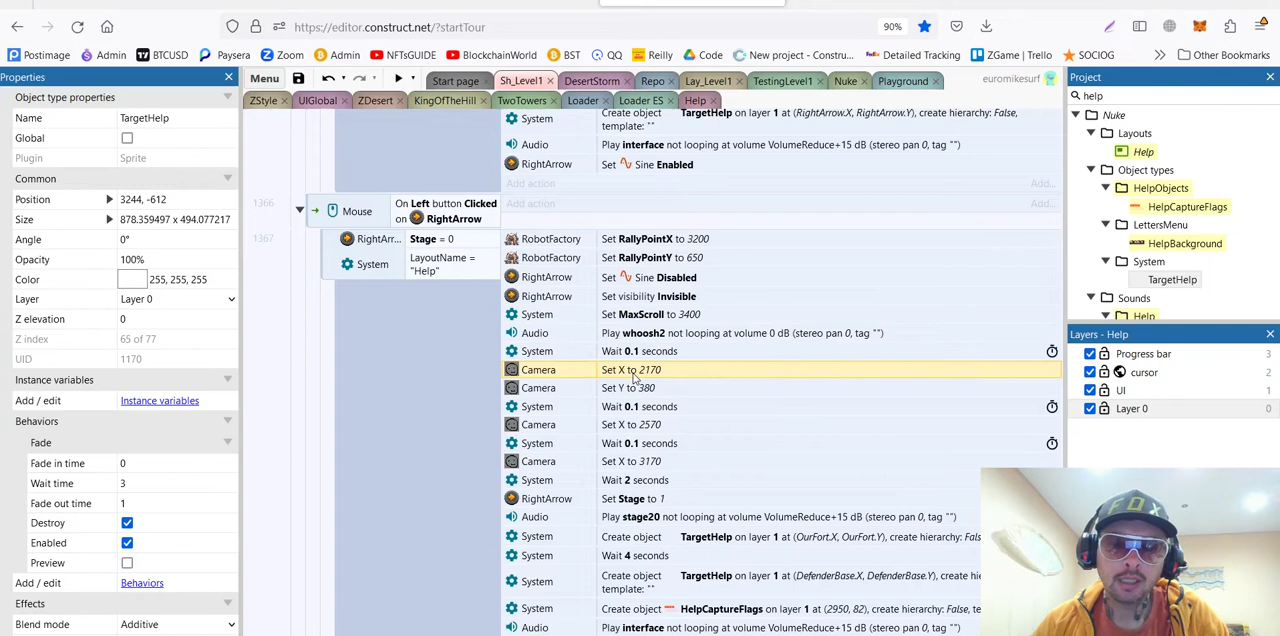 https://editor.construct.net/?startTour
90%
Postimage
Admin
17 BTCUSD
Paysera
Zoom
Admin
NFTsGUIDE
BlockchainWorld
BST
QQ
Reilly
Code
New project - Constru...
Detailed Tracking
ZGame | Trello
SOCIOG
Other Bookmarks
Properties
Menu
Start page
Sh_Level1
DesertStorm
Repo
Lay_Level1
TestingLevel1
Nuke
Playground
euromikesurf
ZStyle
UIGlobal
ZDesert
KingOfTheHill
TwoTowers
Loader
Loader ES
Help
Object type properties
Name TargetHelp
Global
Plugin Sprite
Common
Position 3244, -612
Size 878.359497 x 494.077217
Angle 0°
Opacity 100%
Color 255, 255, 255
Layer Layer 0
Z elevation 0
Z index 65 of 77
UID 1170
Instance variables
Add / edit Instance variables
Behaviors
Fade
Fade in time 0
Wait time 3
Fade out time 1
Destroy
Enabled
Preview
Add / edit Behaviors
Effects
Blend mode Additive
System Create object TargetHelp on layer 1 at (RightArrow.X, RightArrow.Y), create hierarchy: False,
template: ""
Audio Play interface not looping at volume VolumeReduce+15 dB (stereo pan 0, tag "")
RightArrow Set Sine Enabled
Add action Add...
1366 Mouse On Left button Clicked
on RightArrow
Add action Add...
1367 RightArr... Stage = 0
System LayoutName =
"Help"
RobotFactory Set RallyPointX to 3200
RobotFactory Set RallyPointY to 650
RightArrow Set Sine Disabled
RightArrow Set visibility Invisible
System Set MaxScroll to 3400
Audio Play whoosh2 not looping at volume 0 dB (stereo pan 0, tag "")
System Wait 0.1 seconds
Camera Set X to 2170
Camera Set Y to 380
System Wait 0.1 seconds
Camera Set X to 2570
System Wait 0.1 seconds
Camera Set X to 3170
System Wait 2 seconds
RightArrow Set Stage to 1
Audio Play stage20 not looping at volume VolumeReduce+15 dB (stereo pan 0, tag "")
System Create object TargetHelp on layer 1 at (OurFort.X, OurFort.Y), create hierarchy: Fals
System Wait 4 seconds
System Create object TargetHelp on layer 1 at (DefenderBase.X, DefenderBase.Y), create
template: ""
System Create object HelpCaptureFlags on layer 1 at (2950, 82), create hierarchy: False, tem
Audio Play interface not looping at volume VolumeReduce+15 dB (stereo pan 0, tag "")
Project
help
Nuke
Layouts
Help
Object types
HelpObjects
HelpCaptureFlags
LettersMenu
HelpBackground
System
TargetHelp
Sounds
Help
Layers - Help
Progress bar 3
cursor 2
UI 1
Layer 0 0
FOX